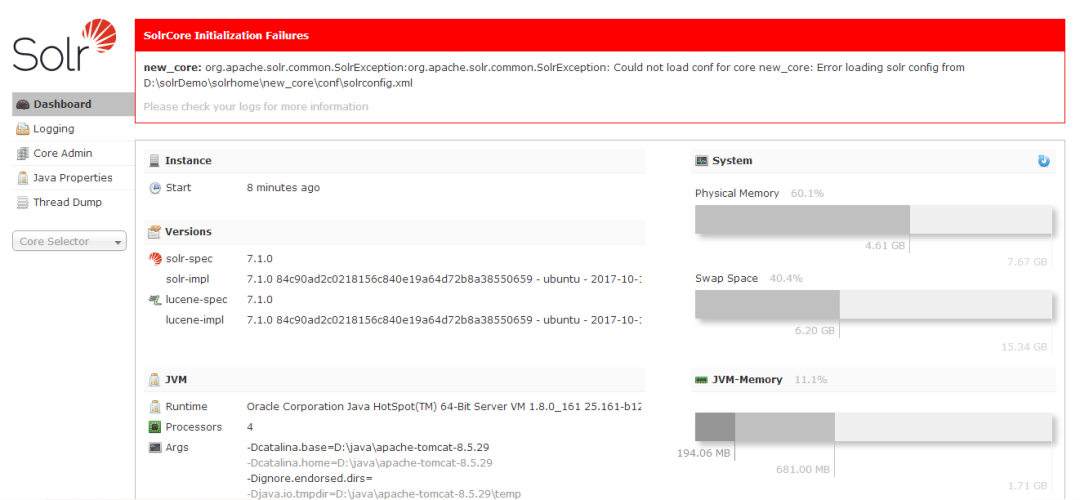 Solr
Dashboard
Logging
Core Admin
Java Properties
Thread Dump
Core Selector
SolrCore Initialization Failures
new_core: org.apache.solr.common.SolrException:org.apache.solr.common.SolrException: Could not load conf for core new_core: Error loading solr config from
D:\solrDemo\solrhome\new_core\conf\solrconfig.xml
Please check your logs for more information
Instance
Start 8 minutes ago
Versions
solr-spec 7.1.0
solr-impl 7.1.0 84c90ad2c0218156c840e19a64d72b8a38550659 - ubuntu - 2017-10-
lucene-spec 7.1.0
lucene-impl 7.1.0 84c90ad2c0218156c840e19a64d72b8a38550659 - ubuntu - 2017-10-
JVM
Runtime Oracle Corporation Java HotSpot(TM) 64-Bit Server VM 1.8.0_161 25.161-b12
Processors 4
Args -Dcatalina.base=D:\java\apache-tomcat-8.5.29
-Dcatalina.home=D:\java\apache-tomcat-8.5.29
-Dignore.endorsed.dirs=
-Djava.io.tmpdir=D:\java\apache-tomcat-8.5.29\temp
System
Physical Memory 60.1%
4.61 GB
7.67 GB
Swap Space 40.4%
6.20 GB
15.34 GB
JVM-Memory 11.1%
194.06 MB
681.00 MB
1.71 GB